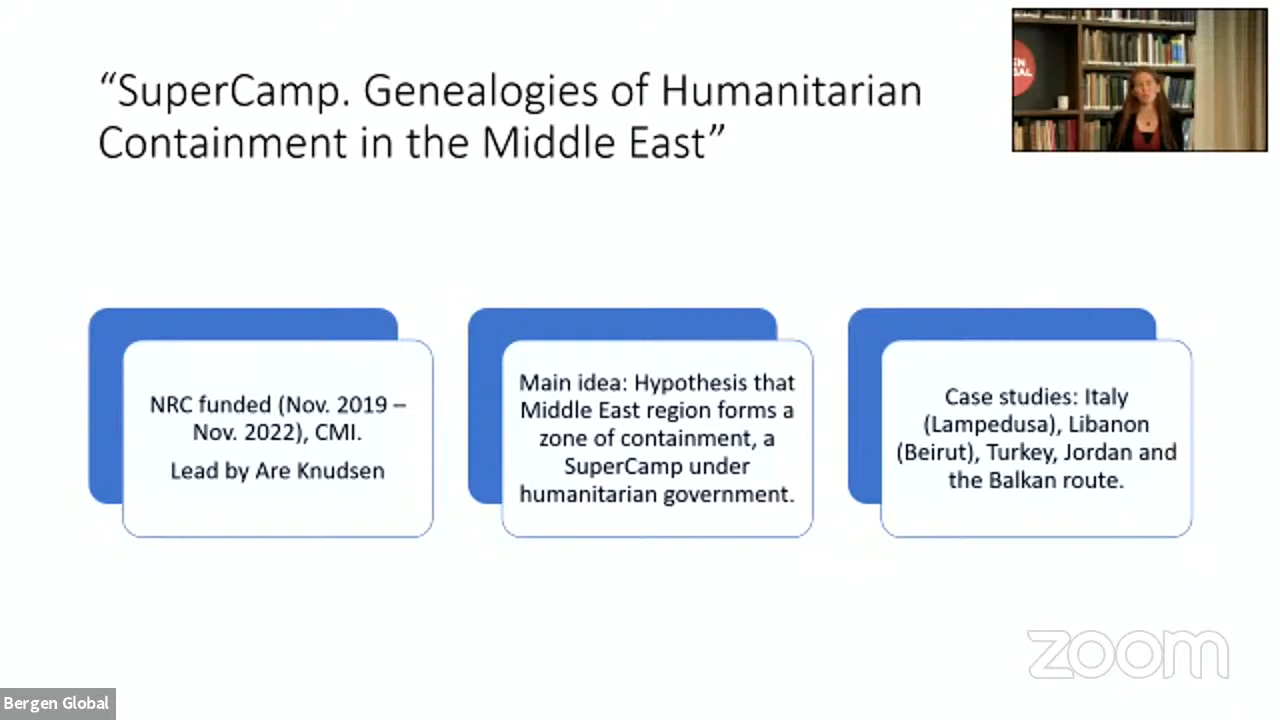 “SuperCamp. Genealogies of Humanitarian
Containment in the Middle East”
NRC funded (Nov. 2019 –
Nov. 2022), CMI.
Lead by Are Knudsen
Main idea: Hypothesis that
Middle East region forms a
zone of containment, a
SuperCamp under
humanitarian government.
Case studies: Italy
(Lampedusa), Libanon
(Beirut), Turkey, Jordan and
the Balkan route.
zoom
Bergen Global